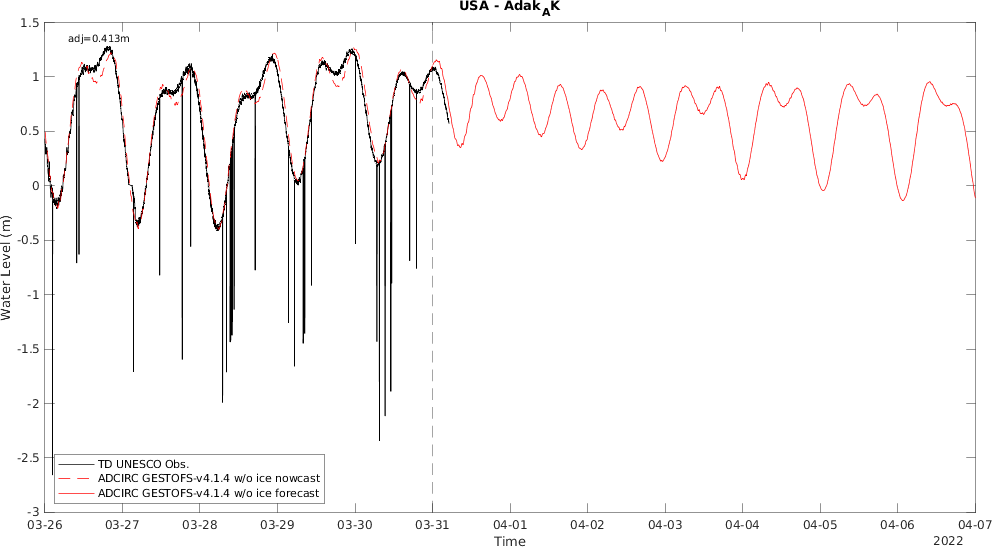 USA - Adak_AK
adj=0.413m
Water Level (m)
1.5
1
0.5
0
-0.5
-1
-1.5
-2
-2.5
-3
TD UNESCO Obs.
ADCIRC GESTOFS-v4.1.4 w/o ice nowcast
ADCIRC GESTOFS-v4.1.4 w/o ice forecast
03-26 03-27 03-28 03-29 03-30 03-31 04-01 04-02 04-03 04-04 04-05 04-06 04-07
Time
2022